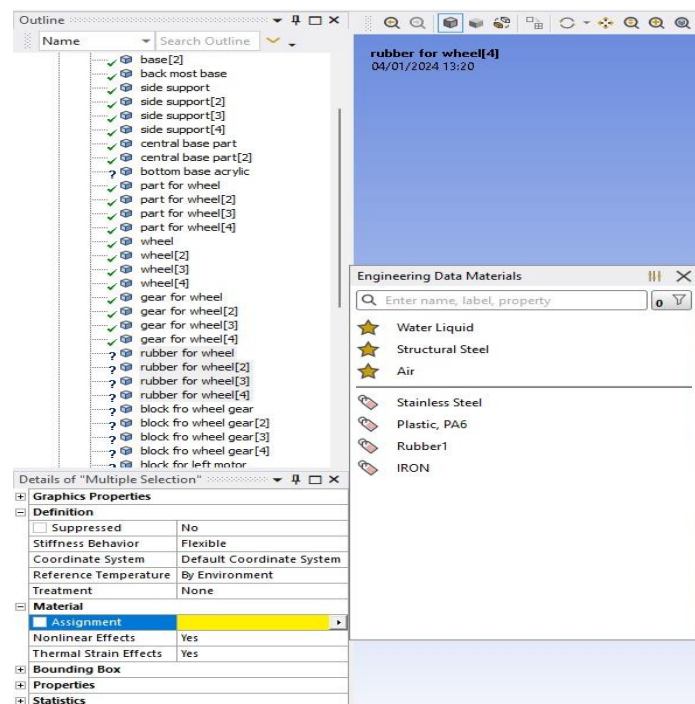 Outline
Name
Search Outline
base[2]
back most base
side support
side support[2]
side support[3]
side support[4]
central base part
central base part[2]
bottom base acrylic
part for wheel
part for wheel[2]
part for wheel[3]
part for wheel[4]
wheel
wheel[2]
wheel[3]
wheel[4]
gear for wheel
gear for wheel[2]
gear for wheel[3]
gear for wheel[4]
rubber for wheel
rubber for wheel[2]
rubber for wheel[3]
rubber for wheel[4]
block fro wheel gear
block fro wheel gear[2]
block fro wheel gear[3]
block fro wheel gear[4]
block for left motor
Details of "Multiple Selection"
Graphics Properties
Definition
Suppressed No
Stiffness Behavior Flexible
Coordinate System Default Coordinate System
Reference Temperature By Environment
Treatment None
Material
Assignment
Nonlinear Effects Yes
Thermal Strain Effects Yes
Bounding Box
Properties
Statistics
rubber for wheel[4]
04/01/2024 13:20
Engineering Data Materials
Enter name, label, property
0
Water Liquid
Structural Steel
Air
Stainless Steel
Plastic, PA6
Rubber1
IRON